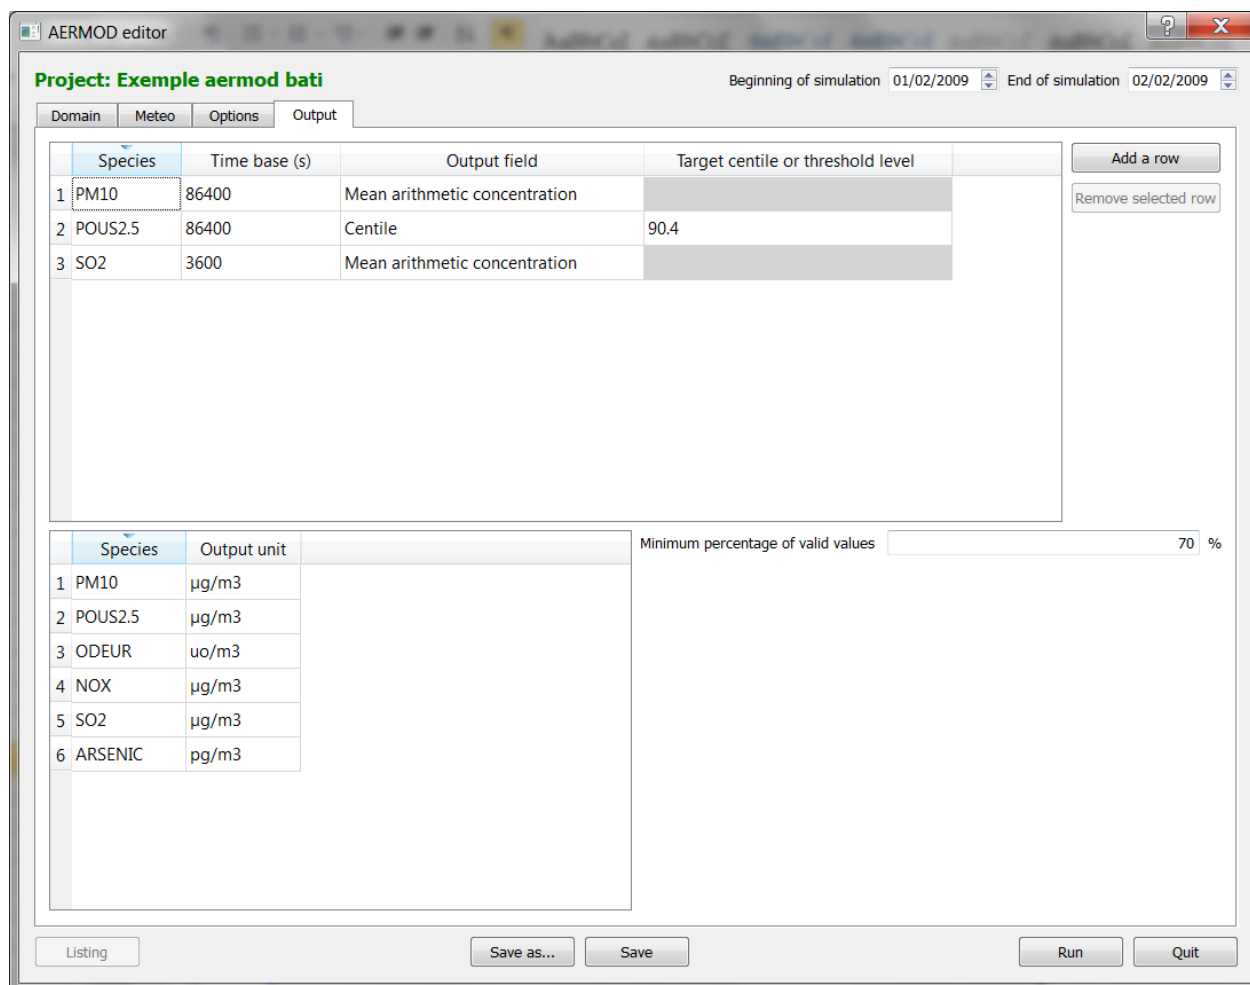 AERMOD editor
Project: Exemple aermod bati Beginning of simulation 01/02/2009 End of simulation 02/02/2009
Domain Meteo Options Output
Species Time base (s) Output field Target centile or threshold level Add a row
1 PM10 86400 Mean arithmetic concentration Remove selected row
2 POUS2.5 86400 Centile 90.4
3 SO2 3600 Mean arithmetic concentration
Species Output unit Minimum percentage of valid values 70 %
1 PM10 µg/m3
2 POUS2.5 µg/m3
3 ODEUR uo/m3
4 NOX µg/m3
5 SO2 µg/m3
6 ARSENIC pg/m3
Listing Save as... Save Run Quit